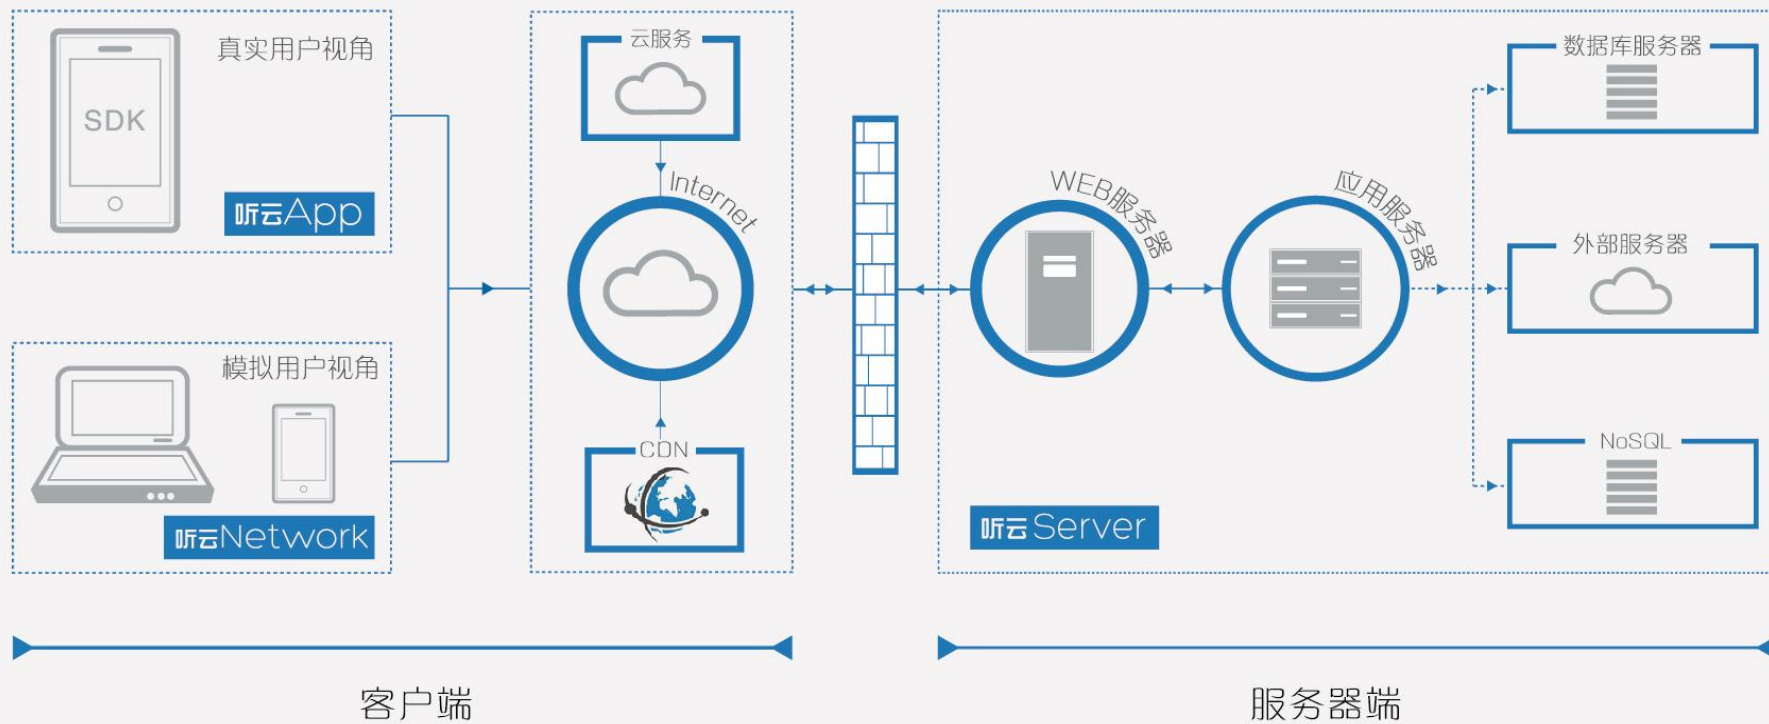 真实用户视角
SDK
听云App
模拟用户视角
听云Network
云服务
Internet
CDN
WEB服务器
应用服务器
听云Server
数据库服务器
外部服务器
NoSQL
客户端
服务器端